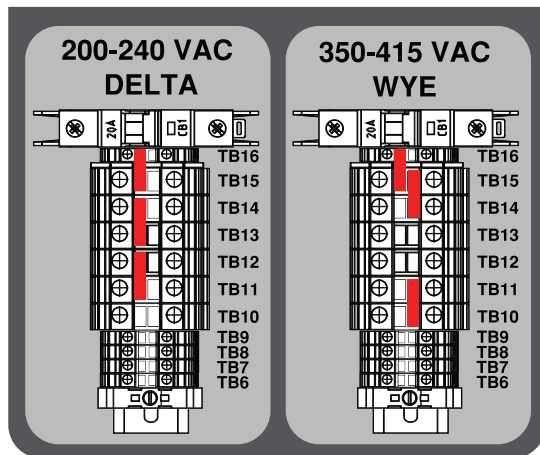 200-240 VAC
DELTA
20A
CB1
TB16
TB15
TB14
TB13
TB12
TB11
TB10
TB9
TB8
TB7
TB6
350-415 VAC
WYE
20A
CB1
TB16
TB15
TB14
TB13
TB12
TB11
TB10
TB9
TB8
TB7
TB6